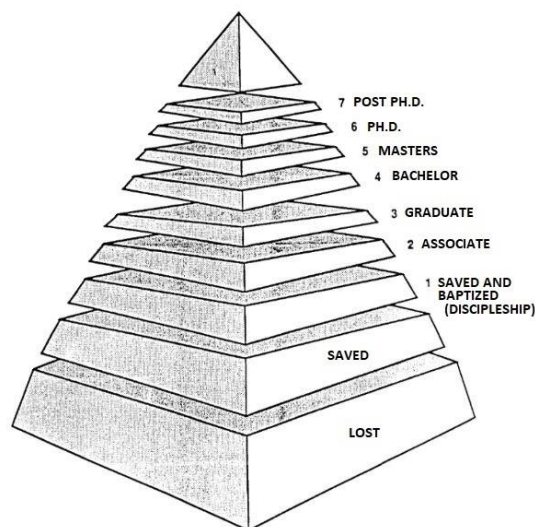 7 POST PH.D.
6 PH.D.
5 MASTERS
4 BACHELOR
3 GRADUATE
2 ASSOCIATE
1 SAVED AND
BAPTIZED
(DISCIPLESHIP)
SAVED
LOST